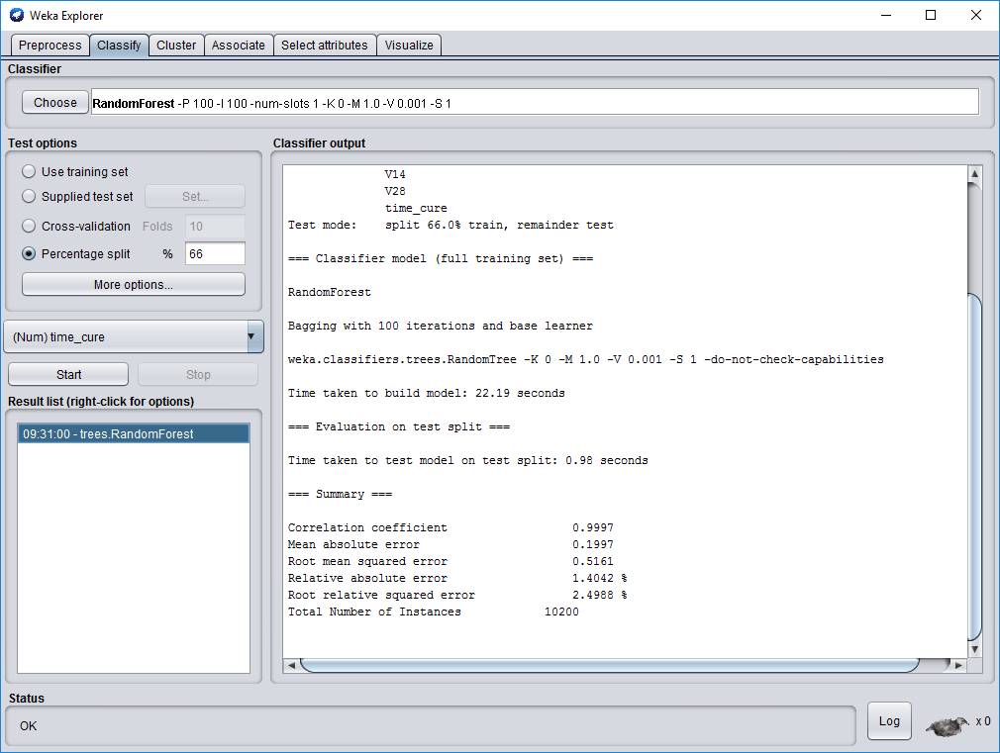 Weka Explorer
Preprocess Classify Cluster Associate Select attributes Visualize
Classifier
Choose RandomForest -P 100 -I 100 -num-slots 1 -K 0 -M 1.0 -V 0.001 -S 1
Test options
Use training set
Supplied test set Set...
Cross-validation Folds 10
Percentage split % 66
More options...
(Num) time_cure
Start Stop
Result list (right-click for options)
09:31:00 - trees.RandomForest
Classifier output
V14
V28
time_cure
Test mode: split 66.0% train, remainder test
=== Classifier model (full training set) ===
RandomForest
Bagging with 100 iterations and base learner
weka.classifiers.trees.RandomTree -K 0 -M 1.0 -V 0.001 -S 1 -do-not-check-capabilities
Time taken to build model: 22.19 seconds
=== Evaluation on test split ===
Time taken to test model on test split: 0.98 seconds
=== Summary ===
Correlation coefficient 0.9997
Mean absolute error 0.1997
Root mean squared error 0.5161
Relative absolute error 1.4042 %
Root relative squared error 2.4988 %
Total Number of Instances 10200
Status
OK
Log x 0